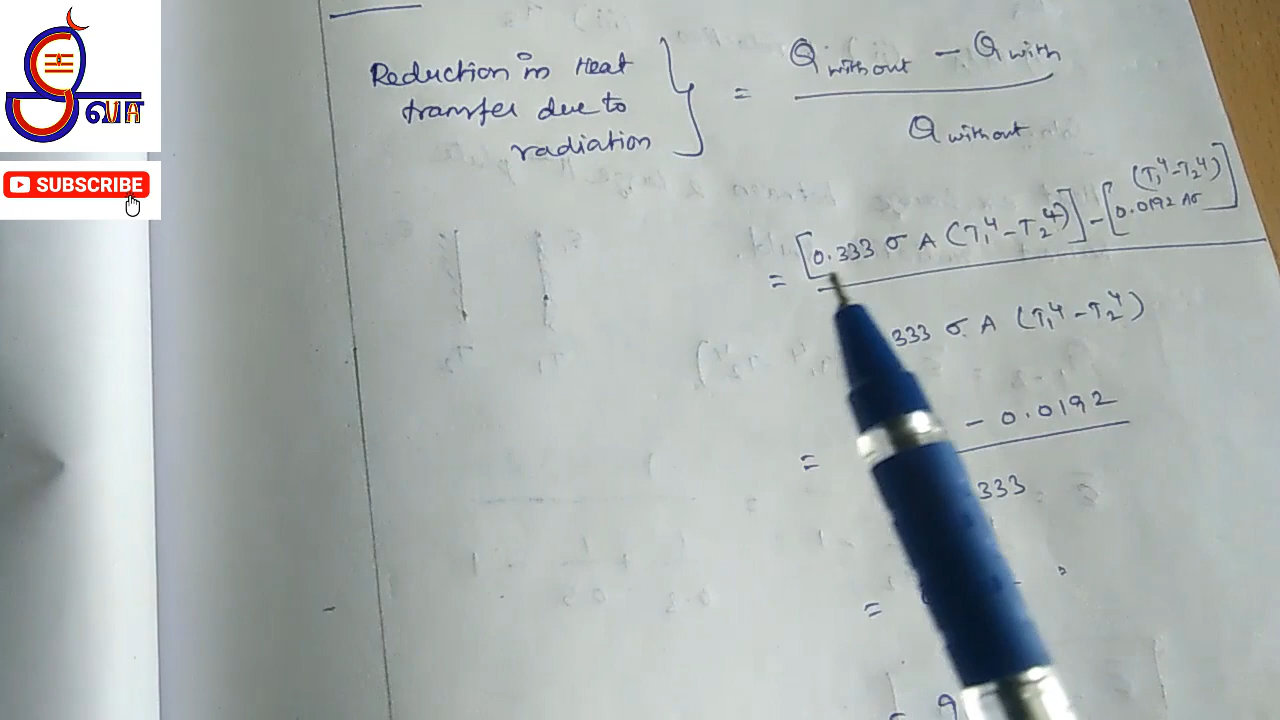 சிவா
SUBSCRIBE
Reduction in Heat
transfer due to
radiation
= Q without - Q with
Q without
= [0.333 σ A (T₁⁴ - T₂⁴)] - [0.0192 Aσ (T₁⁴ - T₂⁴)]
333 σ A (T₁⁴ - T₂⁴)
= - 0.0192
333
=
= 9